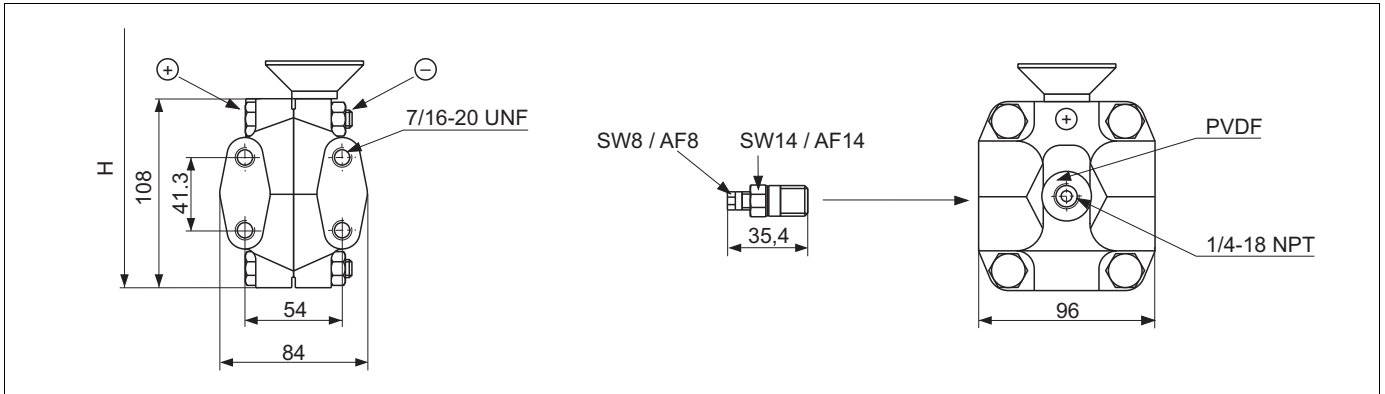 +
−
7/16-20 UNF
H
108
41.3
54
84
SW8 / AF8
SW14 / AF14
35,4
+
PVDF
1/4-18 NPT
96